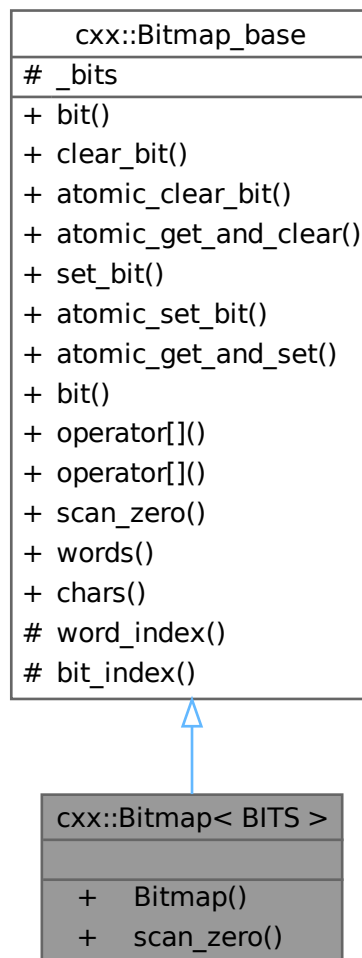 cxx::Bitmap_base
# _bits
+ bit()
+ clear_bit()
+ atomic_clear_bit()
+ atomic_get_and_clear()
+ set_bit()
+ atomic_set_bit()
+ atomic_get_and_set()
+ bit()
+ operator[]()
+ operator[]()
+ scan_zero()
+ words()
+ chars()
# word_index()
# bit_index()
cxx::Bitmap< BITS >
+ Bitmap()
+ scan_zero()